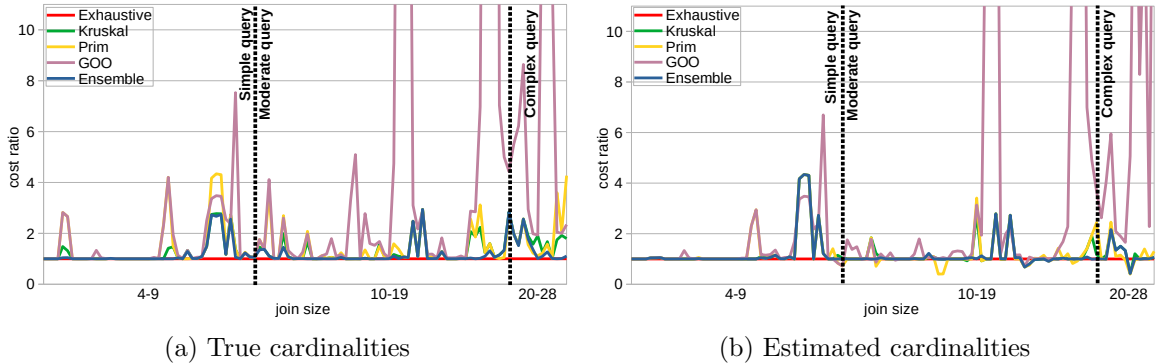 Exhaustive
Kruskal
Prim
GOO
Ensemble
Simple query
Moderate query
Complex query
cost ratio
10
8
6
4
2
0
4-9
10-19
20-28
join size
(a) True cardinalities
Exhaustive
Kruskal
Prim
GOO
Ensemble
Simple query
Moderate query
Complex query
cost ratio
10
8
6
4
2
0
4-9
10-19
20-28
join size
(b) Estimated cardinalities